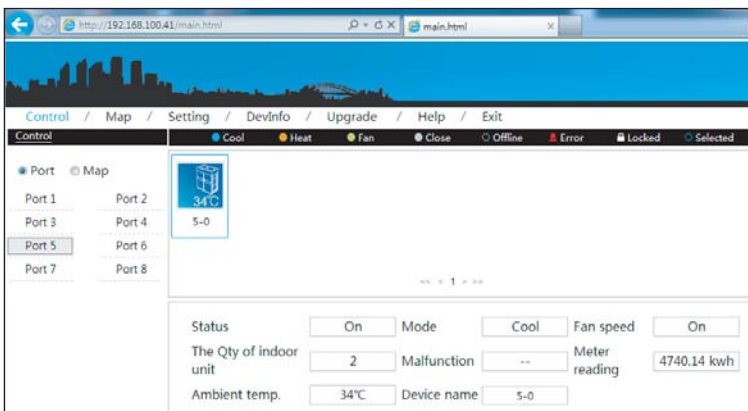 http://192.168.100.41/main.html
main.html
Control / Map / Setting / DevInfo / Upgrade / Help / Exit
Control
Cool Heat Fan Close Offline Error Locked Selected
Port Map
Port 1 Port 2
Port 3 Port 4
Port 5 Port 6
Port 7 Port 8
34℃
5-0
<< < 1 > >>
Status On Mode Cool Fan speed On
The Qty of indoor unit 2 Malfunction -- Meter reading 4740.14 kwh
Ambient temp. 34℃ Device name 5-0